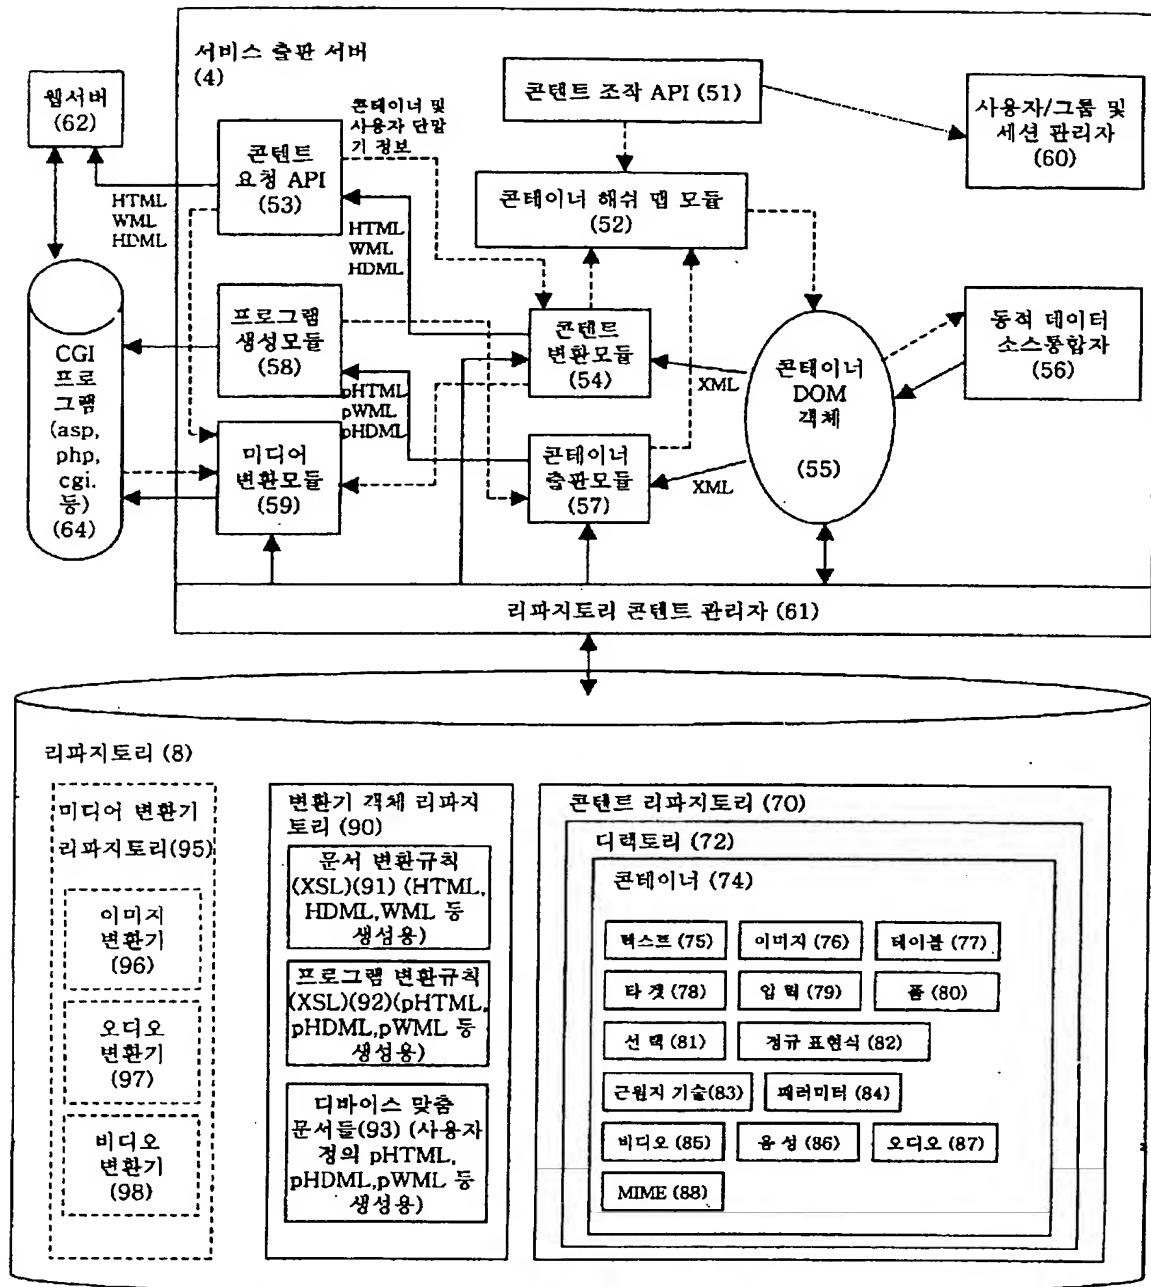 서비스 출판 서버
(4)
웹서버
(62)
콘텐트 조작 API (51)
사용자/그룹 및
세션 관리자
(60)
콘테이너 및
사용자 단말
기 정보
콘텐트
요청 API
(53)
콘테이너 해쉬 맵 모듈
(52)
HTML
WML
HDML
HTML
WML
HDML
프로그램
생성모듈
(58)
콘텐트
변환모듈
(54)
콘테이너
DOM
객체
(55)
동적 데이터
소스통합자
(56)
XML
CGI
프로
그램
(asp,
php,
cgi.
등)
(64)
pHTML
pWML
pHDML
미디어
변환모듈
(59)
콘테이너
출판모듈
(57)
XML
리파지토리 콘텐트 관리자 (61)
리파지토리 (8)
미디어 변환기
리파지토리(95)
이미지
변환기
(96)
오디오
변환기
(97)
비디오
변환기
(98)
변환기 객체 리파지
토리 (90)
문서 변환규칙
(XSL)(91) (HTML,
HDML,WML 등
생성용)
프로그램 변환규칙
(XSL)(92)(pHTML,
pHDML,pWML 등
생성용)
디바이스 맞춤
문서들(93) (사용자
정의 pHTML,
pHDML,pWML 등
생성용)
콘텐트 리파지토리 (70)
디렉토리 (72)
콘테이너 (74)
텍스트 (75)
이미지 (76)
테이블 (77)
타 겟 (78)
입 력 (79)
폼 (80)
선 택 (81)
정규 표현식 (82)
근원지 기술(83)
패러미터 (84)
비디오 (85)
음 성 (86)
오디오 (87)
MIME (88)